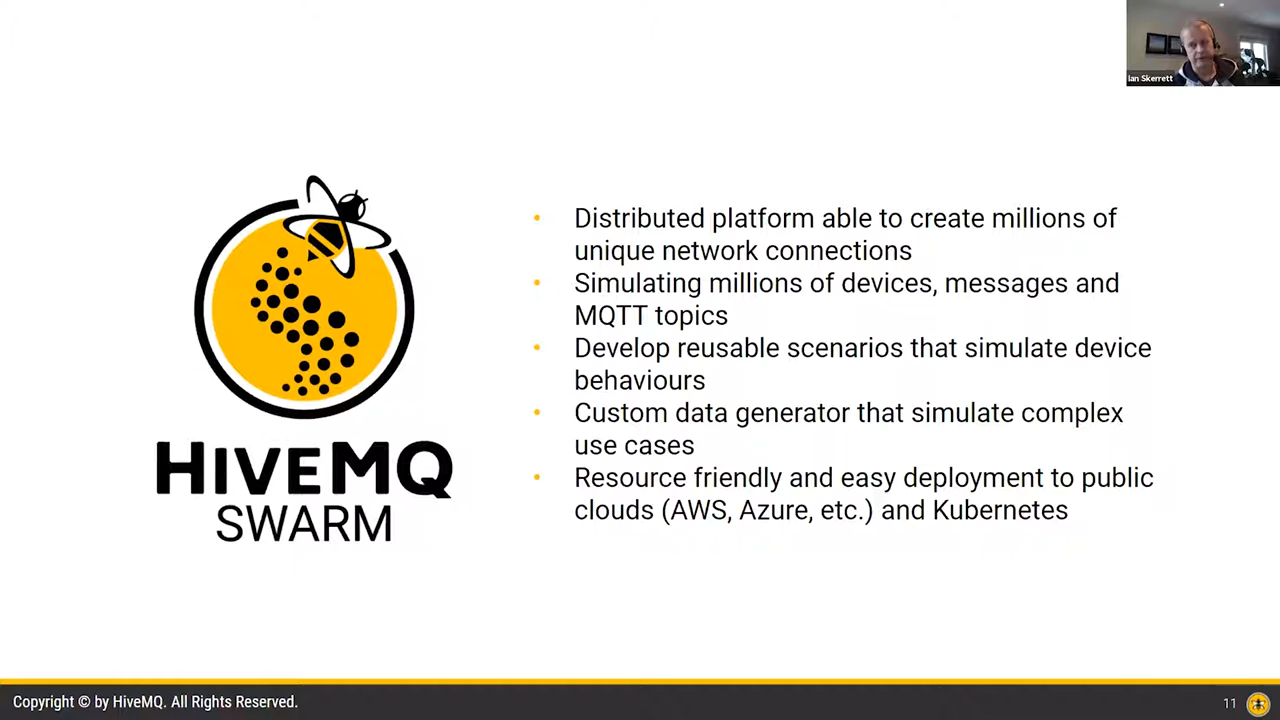 Ian Skerrett
HIVEMQ
SWARM
• Distributed platform able to create millions of
unique network connections
• Simulating millions of devices, messages and
MQTT topics
• Develop reusable scenarios that simulate device
behaviours
• Custom data generator that simulate complex
use cases
• Resource friendly and easy deployment to public
clouds (AWS, Azure, etc.) and Kubernetes
Copyright © by HiveMQ. All Rights Reserved.
11